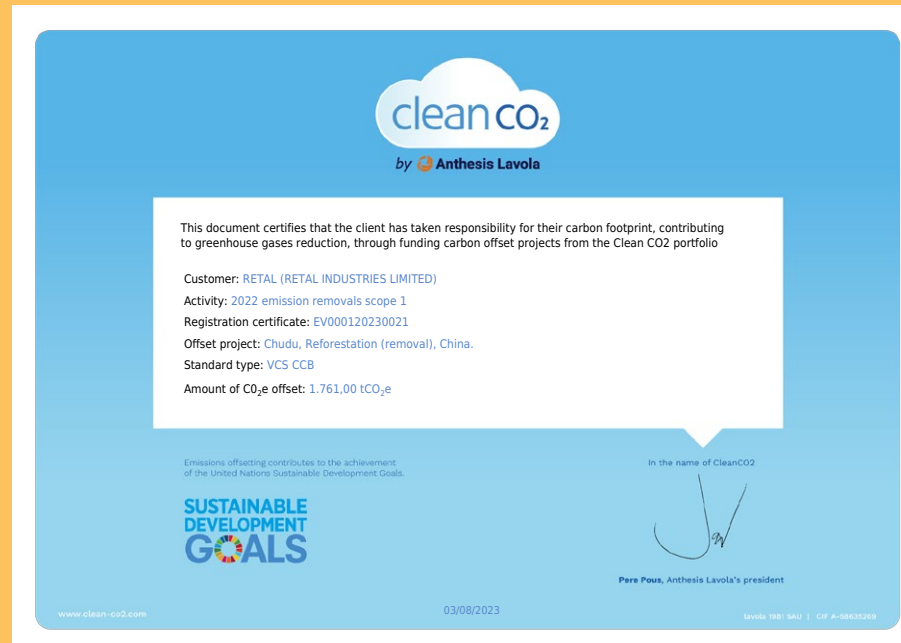 clean CO₂
by Anthesis Lavola
This document certifies that the client has taken responsibility for their carbon footprint, contributing
to greenhouse gases reduction, through funding carbon offset projects from the Clean CO2 portfolio
Customer: RETAL (RETAL INDUSTRIES LIMITED)
Activity: 2022 emission removals scope 1
Registration certificate: EV000120230021
Offset project: Chudu, Reforestation (removal), China.
Standard type: VCS CCB
Amount of C0₂e offset: 1.761,00 tCO₂e
Emissions offsetting contributes to the achievement
of the United Nations Sustainable Development Goals.
In the name of CleanCO2
SUSTAINABLE
DEVELOPMENT
GOALS
Pere Pous, Anthesis Lavola's president
www.clean-co2.com
03/08/2023
lavola 1981 SAU | CIF A-58635269